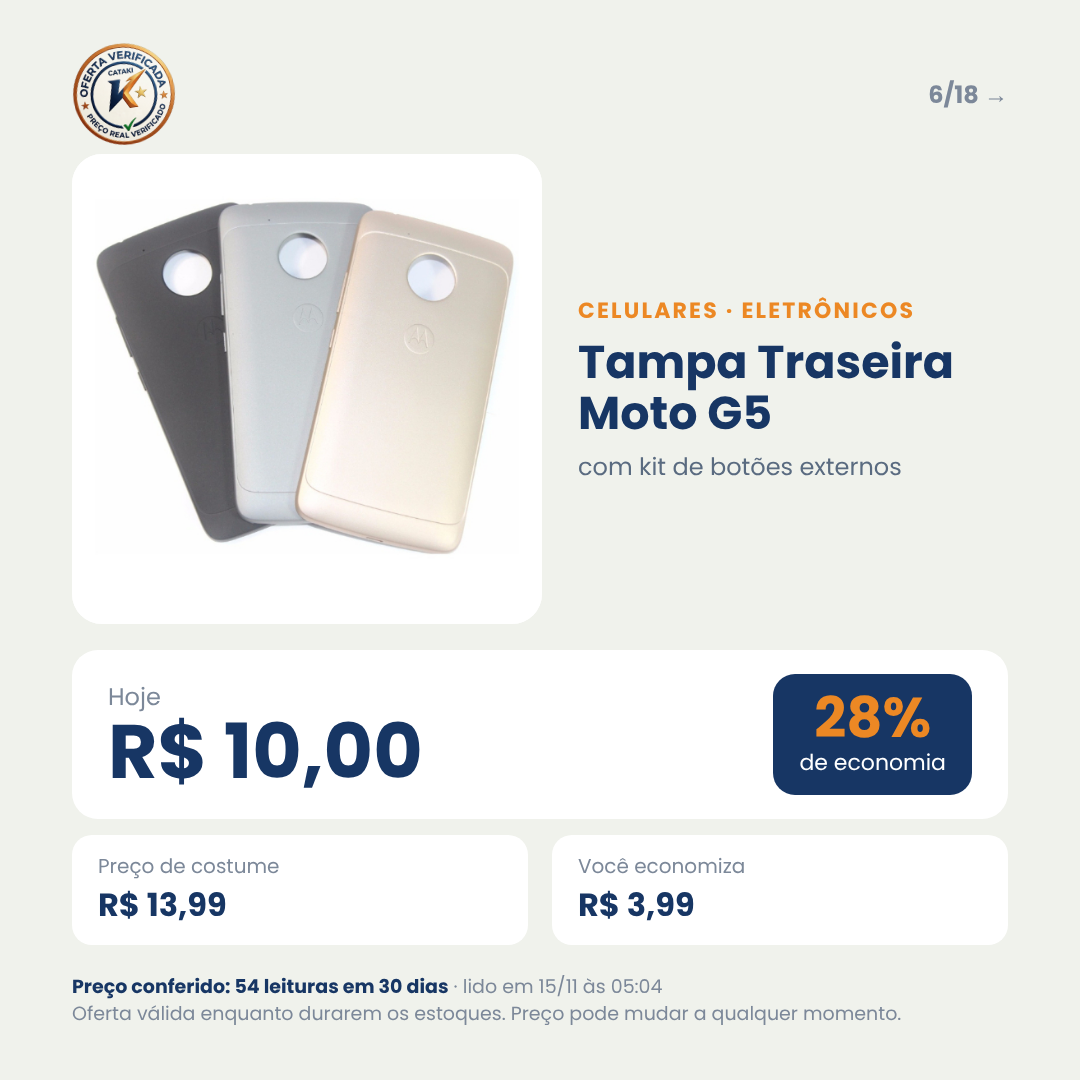 OFERTA VERIFICADA
CATAKI
K
PREÇO REAL VERIFICADO
6/18 →
CELULARES · ELETRÔNICOS
Tampa Traseira
Moto G5
com kit de botões externos
Hoje
R$ 10,00
28%
de economia
Preço de costume
R$ 13,99
Você economiza
R$ 3,99
Preço conferido: 54 leituras em 30 dias · lido em 15/11 às 05:04
Oferta válida enquanto durarem os estoques. Preço pode mudar a qualquer momento.